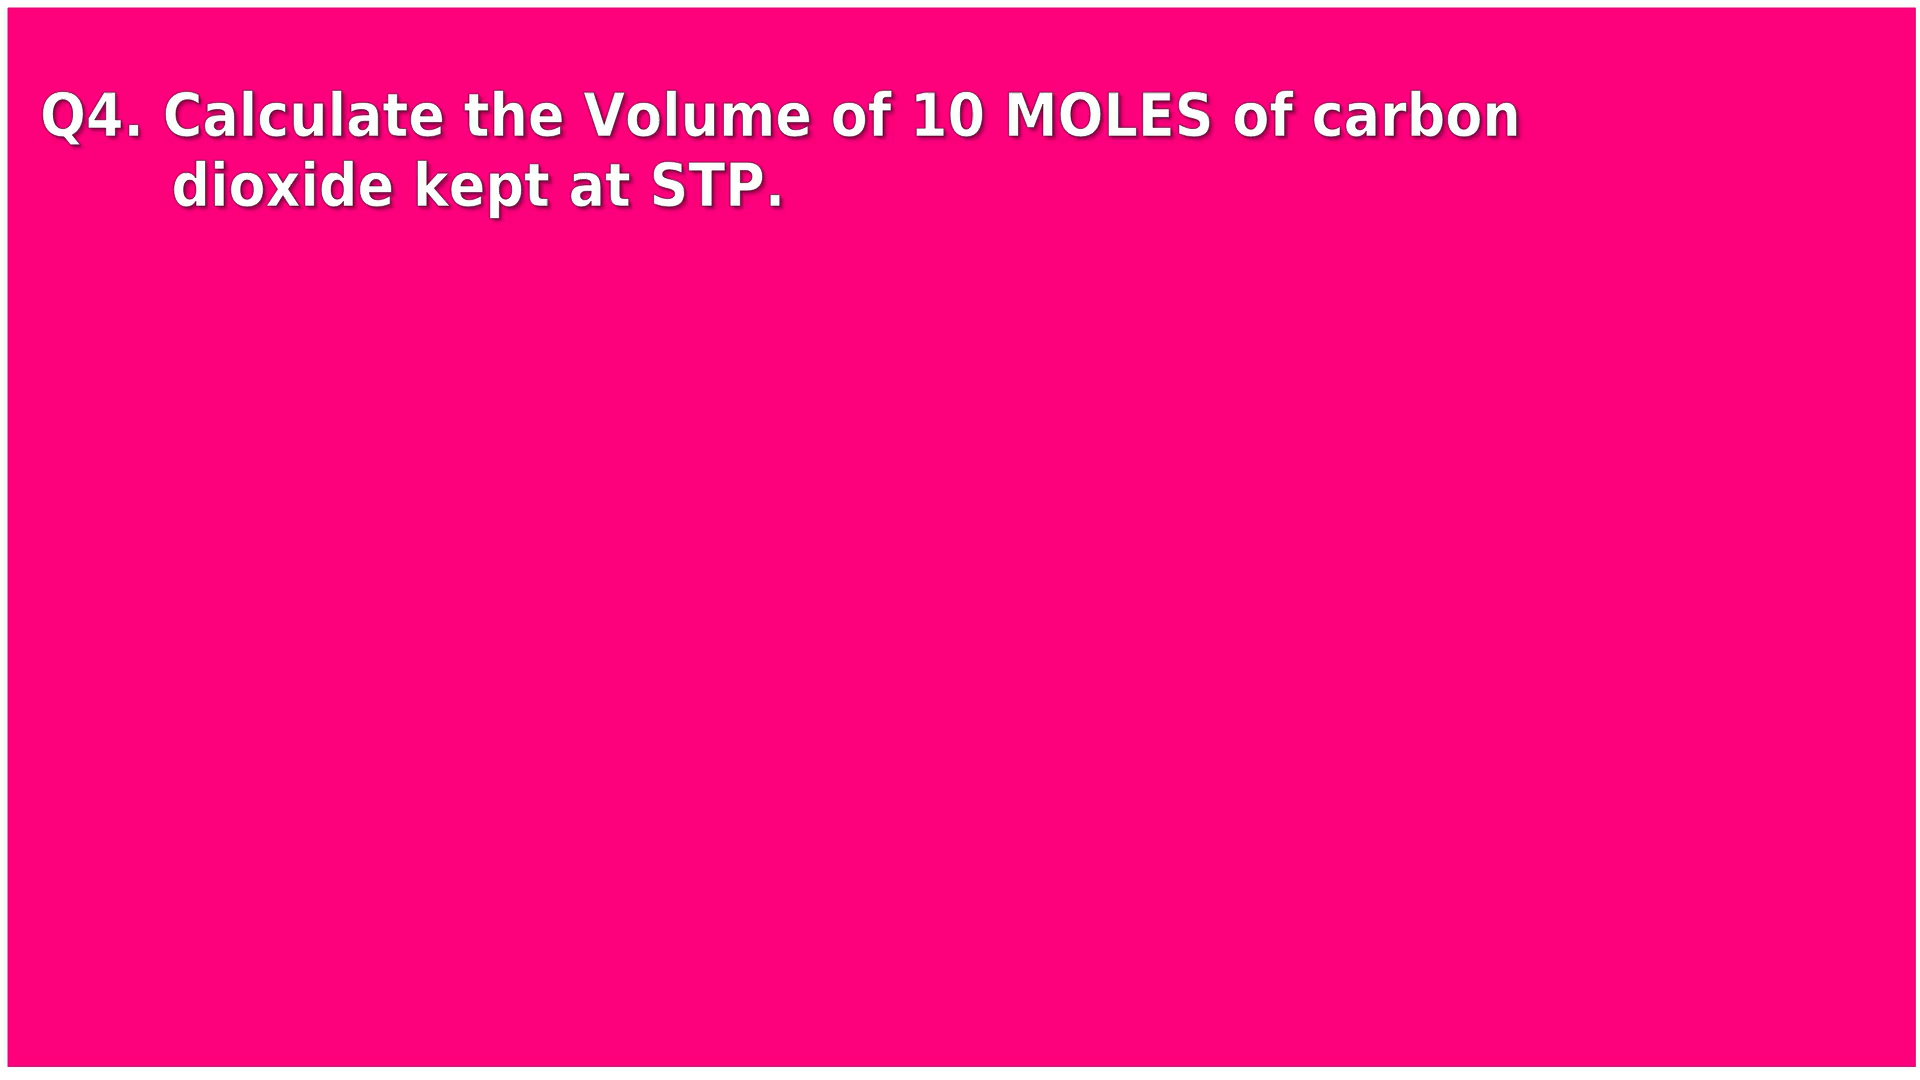 Q4. Calculate the Volume of 10 MOLES of carbon
dioxide kept at STP.